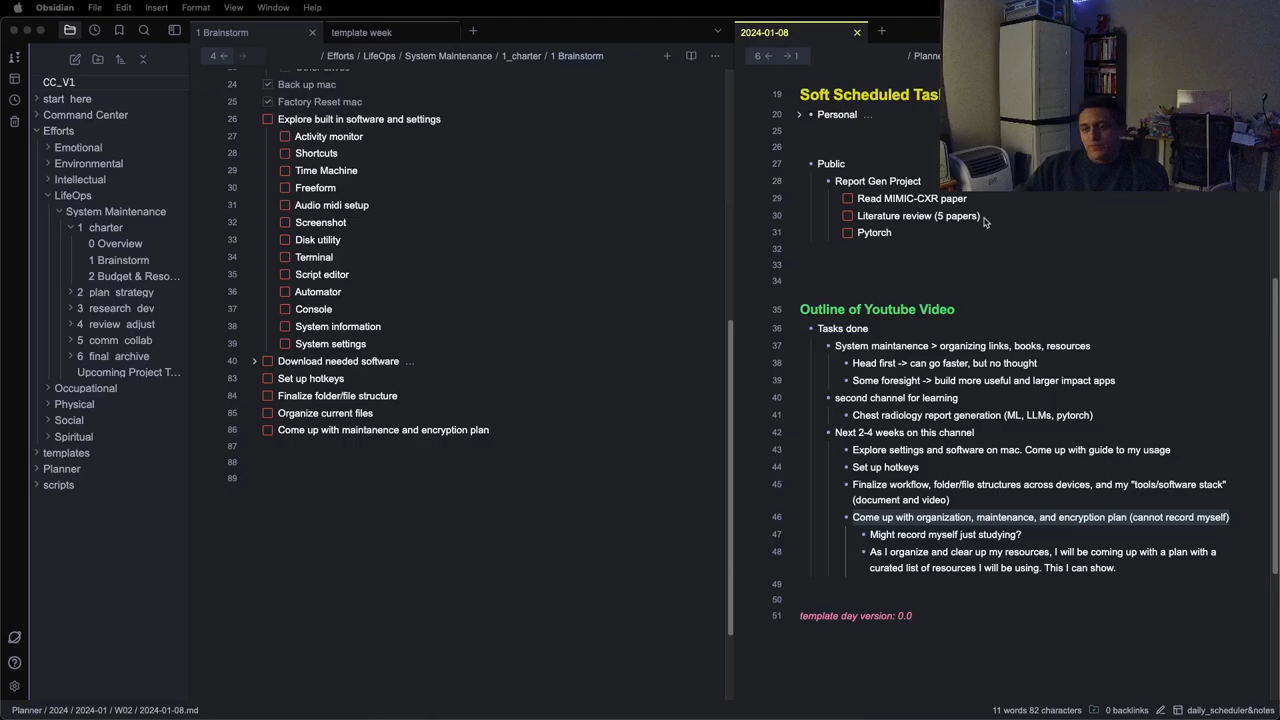 Obsidian File Edit Insert Format View Window Help
1 Brainstorm
template week
2024-01-08
4
/ Efforts / LifeOps / System Maintenance / 1_charter / 1 Brainstorm
6
1
/ Planne
CC_V1
start here
Command Center
Efforts
Emotional
Environmental
Intellectual
LifeOps
System Maintenance
1 charter
0 Overview
1 Brainstorm
2 Budget & Reso...
2 plan strategy
3 research dev
4 review adjust
5 comm collab
6 final archive
Upcoming Project T...
Occupational
Physical
Social
Spiritual
templates
Planner
scripts
24 Back up mac
25 Factory Reset mac
26 Explore built in software and settings
27 Activity monitor
28 Shortcuts
29 Time Machine
30 Freeform
31 Audio midi setup
32 Screenshot
33 Disk utility
34 Terminal
35 Script editor
36 Automator
37 Console
38 System information
39 System settings
40 Download needed software ...
83 Set up hotkeys
84 Finalize folder/file structure
85 Organize current files
86 Come up with maintanence and encryption plan
87
88
89
19 Soft Scheduled Tas
20 Personal ...
25
26
27 Public
28 Report Gen Project
29 Read MIMIC-CXR paper
30 Literature review (5 papers)
31 Pytorch
32
33
34
35 Outline of Youtube Video
36 Tasks done
37 System maintanence > organizing links, books, resources
38 Head first -> can go faster, but no thought
39 Some foresight -> build more useful and larger impact apps
40 second channel for learning
41 Chest radiology report generation (ML, LLMs, pytorch)
42 Next 2-4 weeks on this channel
43 Explore settings and software on mac. Come up with guide to my usage
44 Set up hotkeys
45 Finalize workflow, folder/file structures across devices, and my "tools/software stack"
(document and video)
46 Come up with organization, maintenance, and encryption plan (cannot record myself)
47 Might record myself just studying?
48 As I organize and clear up my resources, I will be coming up with a plan with a
curated list of resources I will be using. This I can show.
49
50
51 template day version: 0.0
Planner / 2024 / 2024-01 / W02 / 2024-01-08.md
11 words 82 characters
0 backlinks
daily_scheduler&notes